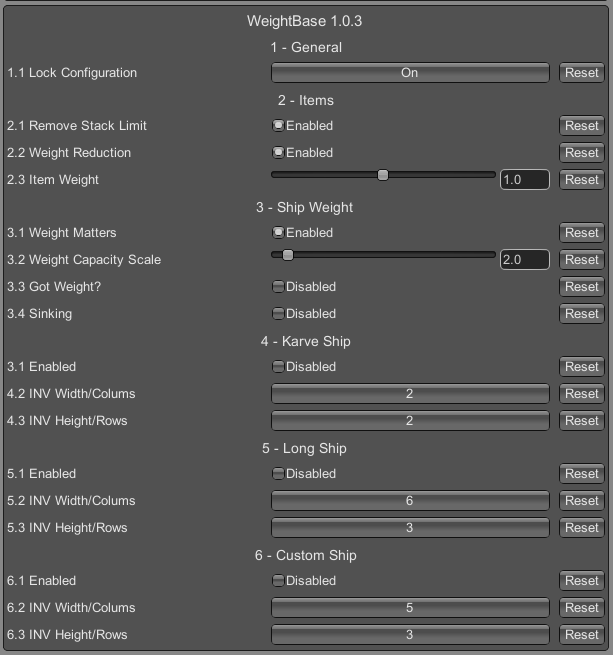 WeightBase 1.0.3
1 - General
1.1 Lock Configuration On Reset
2 - Items
2.1 Remove Stack Limit Enabled Reset
2.2 Weight Reduction Enabled Reset
2.3 Item Weight 1.0 Reset
3 - Ship Weight
3.1 Weight Matters Enabled Reset
3.2 Weight Capacity Scale 2.0 Reset
3.3 Got Weight? Disabled Reset
3.4 Sinking Disabled Reset
4 - Karve Ship
3.1 Enabled Disabled Reset
4.2 INV Width/Colums 2 Reset
4.3 INV Height/Rows 2 Reset
5 - Long Ship
5.1 Enabled Disabled Reset
5.2 INV Width/Colums 6 Reset
5.3 INV Height/Rows 3 Reset
6 - Custom Ship
6.1 Enabled Disabled Reset
6.2 INV Width/Colums 5 Reset
6.3 INV Height/Rows 3 Reset